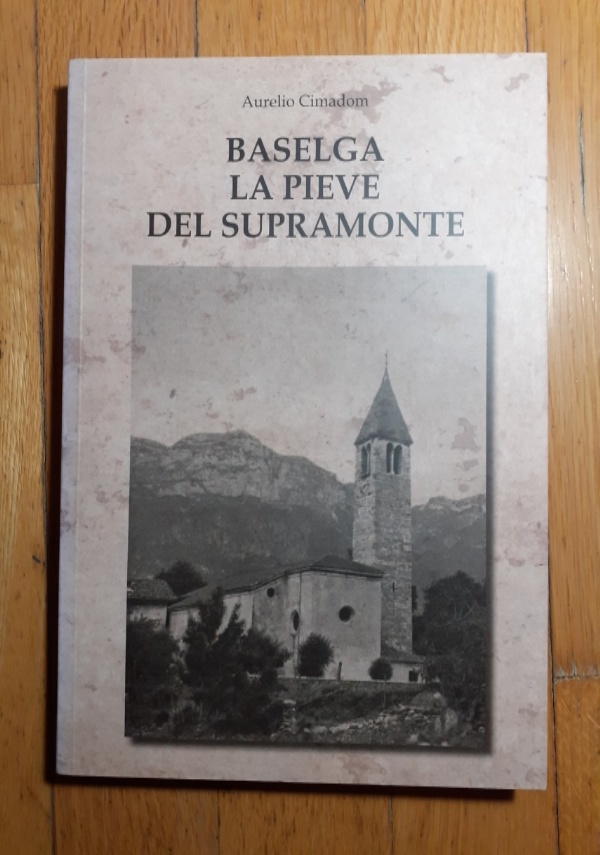 Aurelio Cimadom
BASELGA
LA PIEVE
DEL SUPRAMONTE